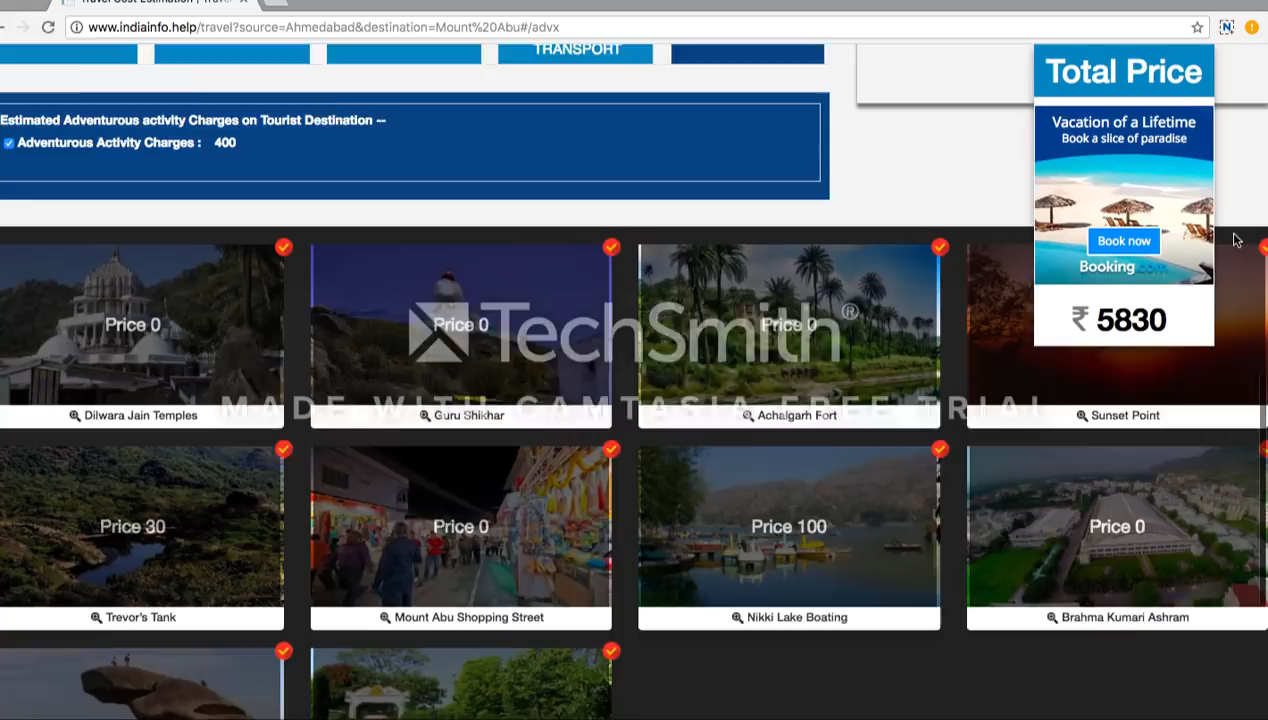 www.indiainfo.help/travel?source=Ahmedabad&destination=Mount%20Abu#/advx
N
TRANSPORT
Total Price
Estimated Adventurous activity Charges on Tourist Destination --
Adventurous Activity Charges : 400
Vacation of a Lifetime
Book a slice of paradise
Book now
Booking.com
₹ 5830
Price 0
Price 0
Price 0
TechSmith®
MADE WITH CAMTASIA FREE TRIAL
Dilwara Jain Temples
Guru Shikhar
Achalgarh Fort
Sunset Point
Price 30
Price 0
Price 100
Price 0
Trevor's Tank
Mount Abu Shopping Street
Nikki Lake Boating
Brahma Kumari Ashram